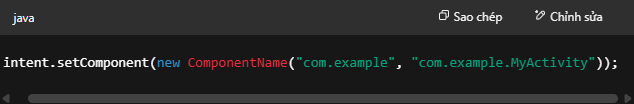 java Sao chép Chỉnh sửa
intent.setComponent(new ComponentName("com.example", "com.example.MyActivity"));